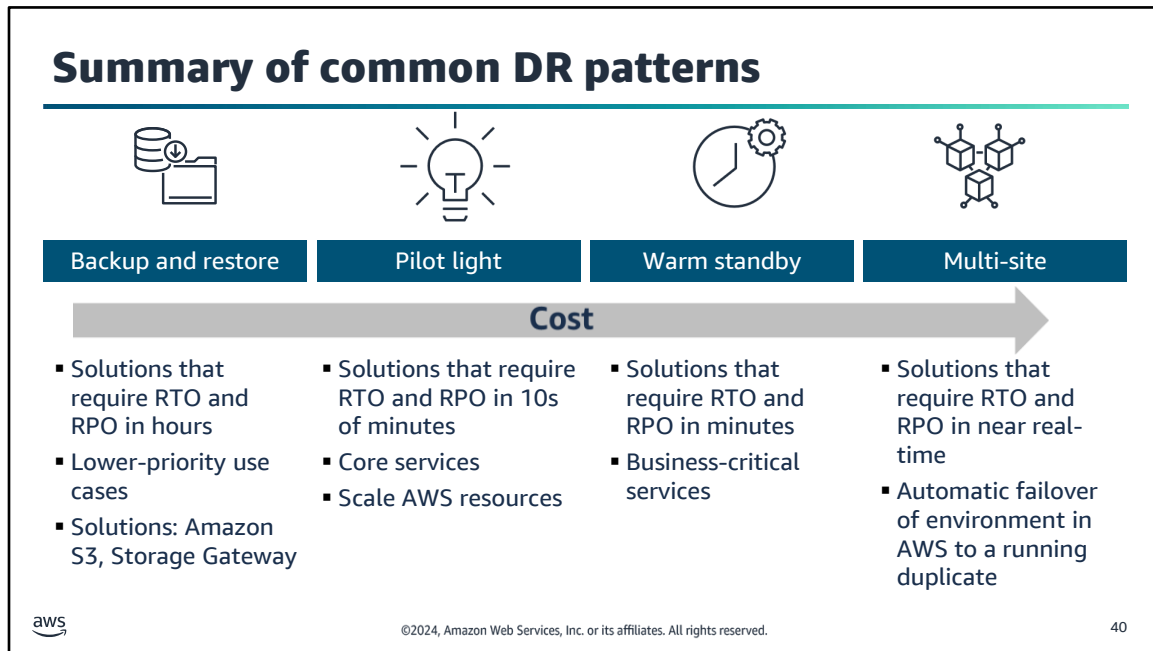 Summary of common DR patterns
Backup and restore
Pilot light
Warm standby
Multi-site
Cost
▪ Solutions that
require RTO and
RPO in hours
▪ Lower-priority use
cases
▪ Solutions: Amazon
S3, Storage Gateway
▪ Solutions that require
RTO and RPO in 10s
of minutes
▪ Core services
▪ Scale AWS resources
▪ Solutions that
require RTO and
RPO in minutes
▪ Business-critical
services
▪ Solutions that
require RTO and
RPO in near real-
time
▪ Automatic failover
of environment in
AWS to a running
duplicate
aws
©2024, Amazon Web Services, Inc. or its affiliates. All rights reserved.
40